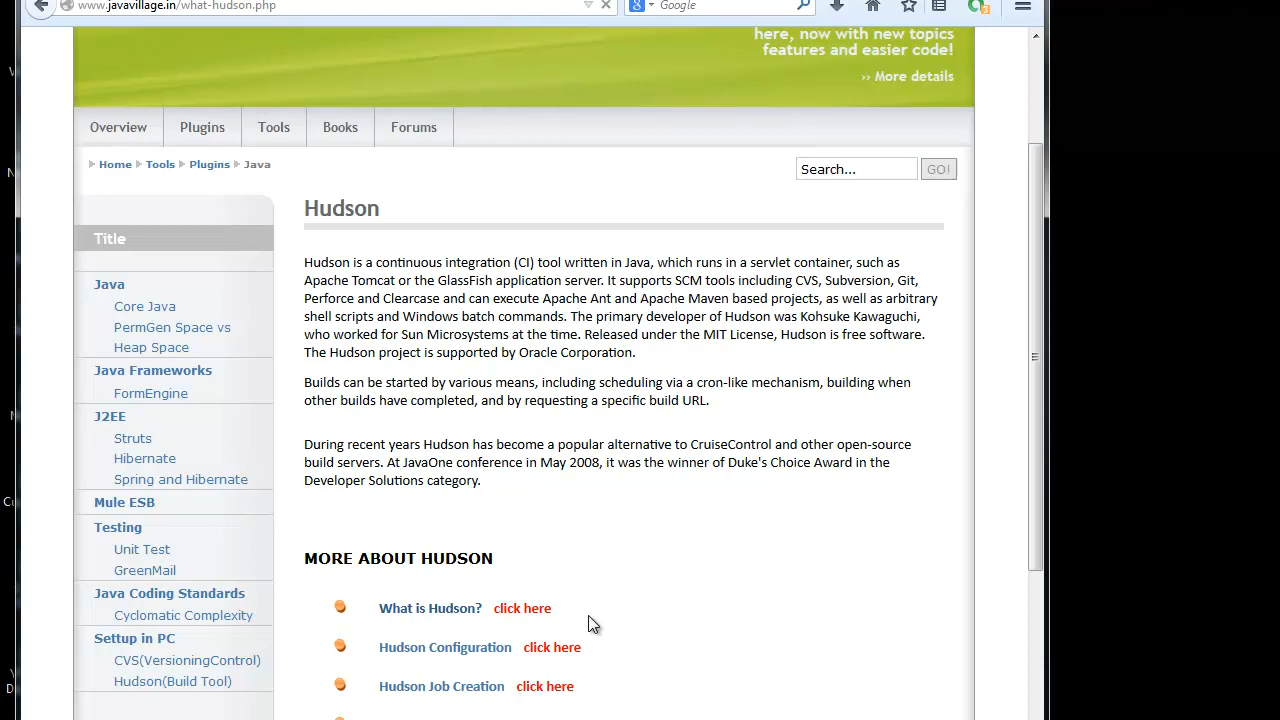 www.javavillage.in/what-hudson.php
Google
here, now with new topics
features and easier code!
›› More details
Overview
Plugins
Tools
Books
Forums
Home Tools Plugins Java
Search...
GO!
Title
Java
Core Java
PermGen Space vs
Heap Space
Java Frameworks
FormEngine
J2EE
Struts
Hibernate
Spring and Hibernate
Mule ESB
Testing
Unit Test
GreenMail
Java Coding Standards
Cyclomatic Complexity
Settup in PC
CVS(VersioningControl)
Hudson(Build Tool)
Hudson
Hudson is a continuous integration (CI) tool written in Java, which runs in a servlet container, such as
Apache Tomcat or the GlassFish application server. It supports SCM tools including CVS, Subversion, Git,
Perforce and Clearcase and can execute Apache Ant and Apache Maven based projects, as well as arbitrary
shell scripts and Windows batch commands. The primary developer of Hudson was Kohsuke Kawaguchi,
who worked for Sun Microsystems at the time. Released under the MIT License, Hudson is free software.
The Hudson project is supported by Oracle Corporation.
Builds can be started by various means, including scheduling via a cron-like mechanism, building when
other builds have completed, and by requesting a specific build URL.
During recent years Hudson has become a popular alternative to CruiseControl and other open-source
build servers. At JavaOne conference in May 2008, it was the winner of Duke's Choice Award in the
Developer Solutions category.
MORE ABOUT HUDSON
What is Hudson? click here
Hudson Configuration click here
Hudson Job Creation click here